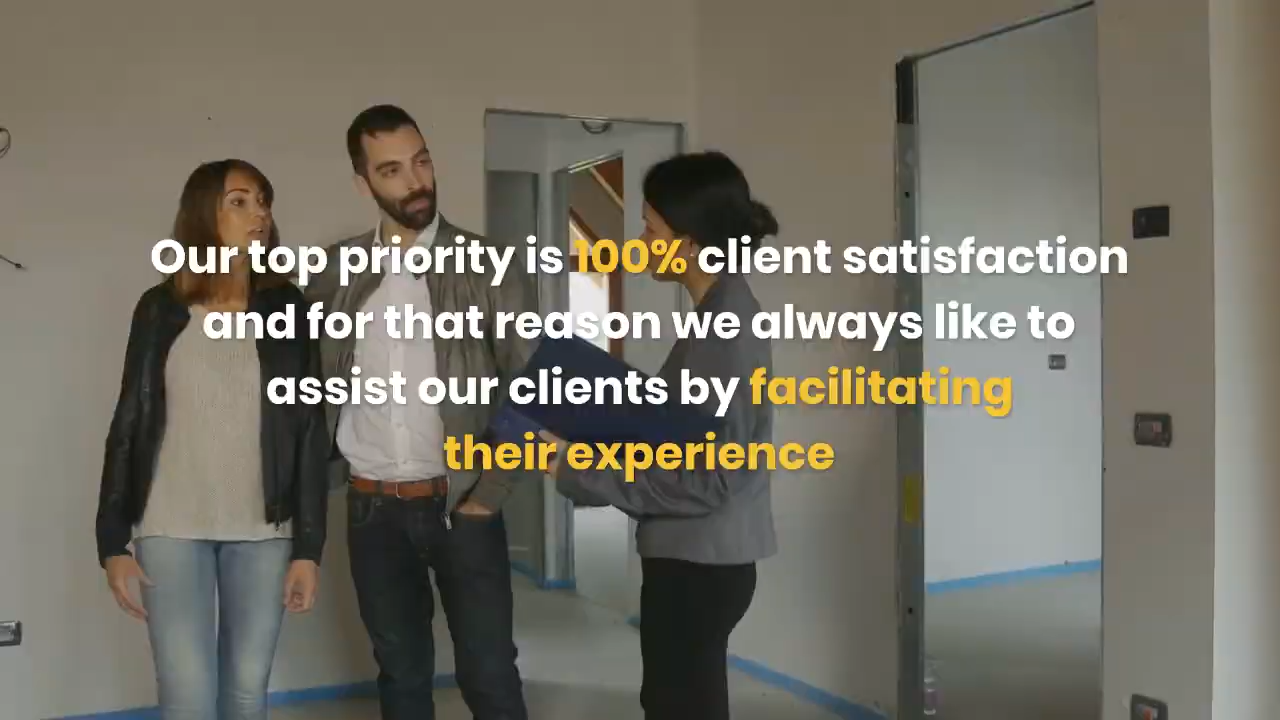 Our top priority is 100% client satisfaction
and for that reason we always like to
assist our clients by facilitating
their experience